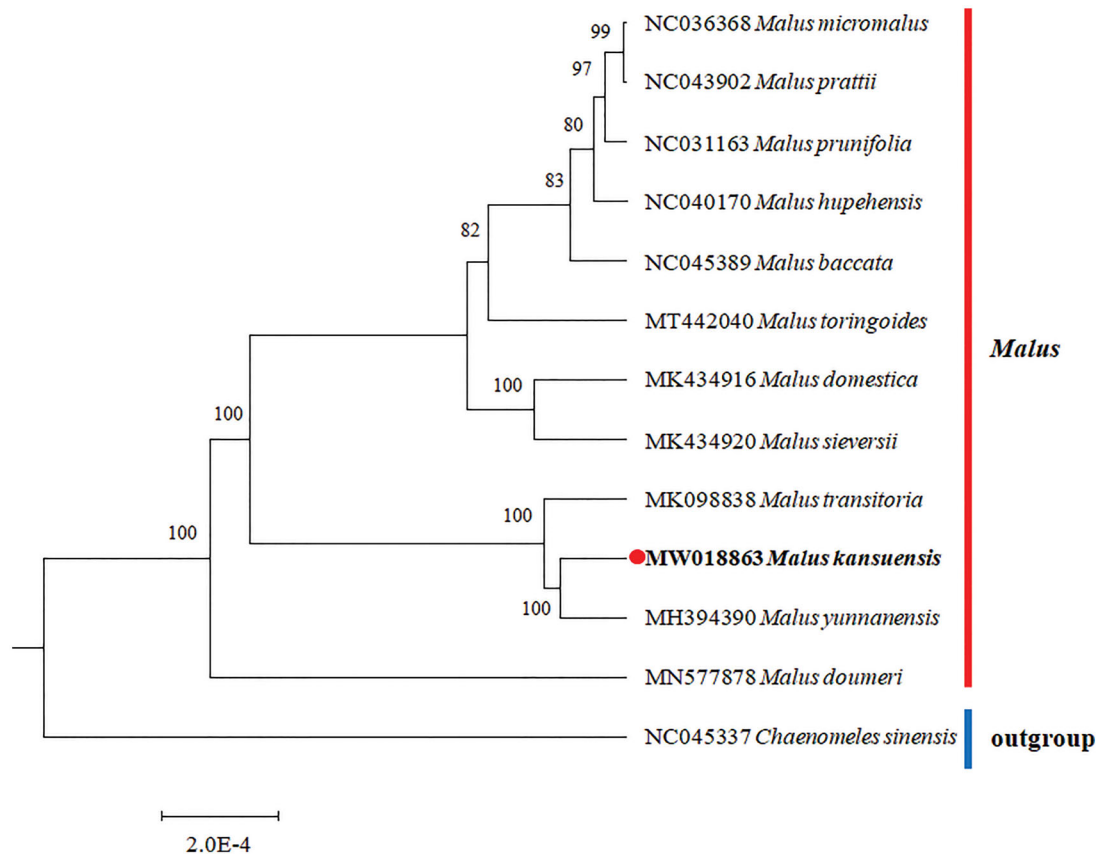 99
NC036368 Malus micromalus
97
NC043902 Malus prattii
80
NC031163 Malus prunifolia
83
NC040170 Malus hupehensis
82
NC045389 Malus baccata
MT442040 Malus toringoides
Malus
100
MK434916 Malus domestica
100
MK434920 Malus sieversii
MK098838 Malus transitoria
100
100
MW018863 Malus kansuensis
100
MH394390 Malus yunnanensis
MN577878 Malus doumeri
NC045337 Chaenomeles sinensis
outgroup
2.0E-4